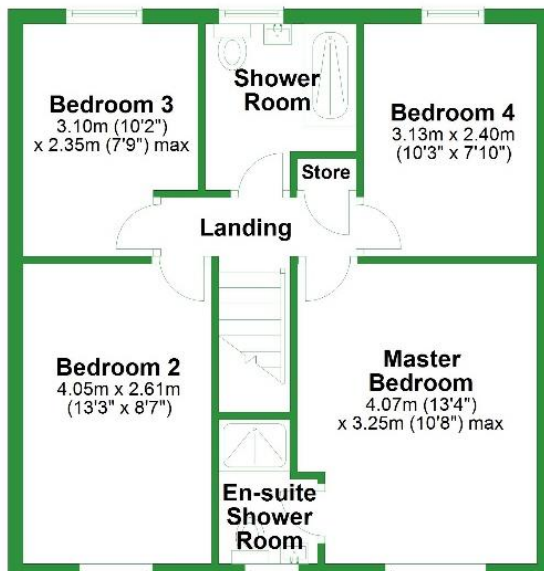 Bedroom 3
3.10m (10'2")
x 2.35m (7'9") max
Shower
Room
Bedroom 4
3.13m x 2.40m
(10'3" x 7'10")
Store
Landing
Bedroom 2
4.05m x 2.61m
(13'3" x 8'7")
Master
Bedroom
4.07m (13'4")
x 3.25m (10'8") max
En-suite
Shower
Room